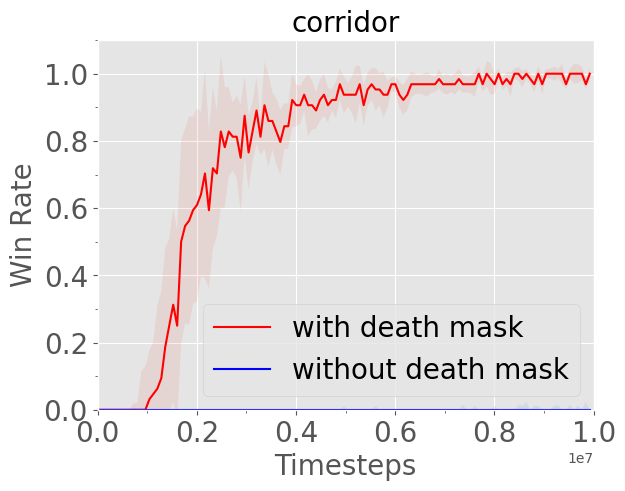 corridor
Win Rate
1.0
0.8
0.6
0.4
0.2
0.0
with death mask
without death mask
0.0 0.2 0.4 0.6 0.8 1.0
Timesteps
1e7